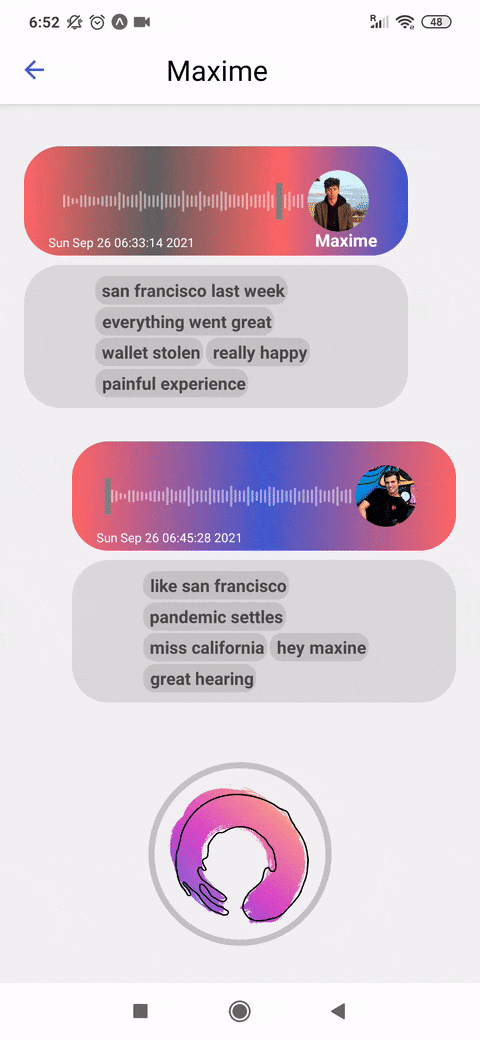 6:52 R 48
Maxime
Sun Sep 26 06:33:14 2021 Maxime
san francisco last week
everything went great
wallet stolen really happy
painful experience
Sun Sep 26 06:45:28 2021
like san francisco
pandemic settles
miss california hey maxine
great hearing